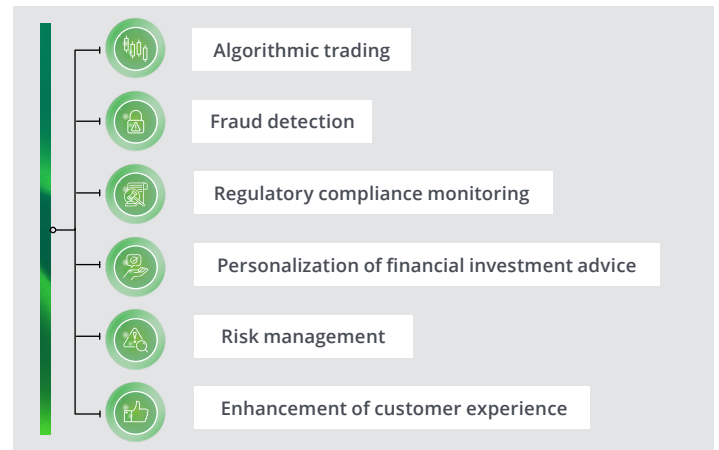 Algorithmic trading
Fraud detection
Regulatory compliance monitoring
Personalization of financial investment advice
Risk management
Enhancement of customer experience